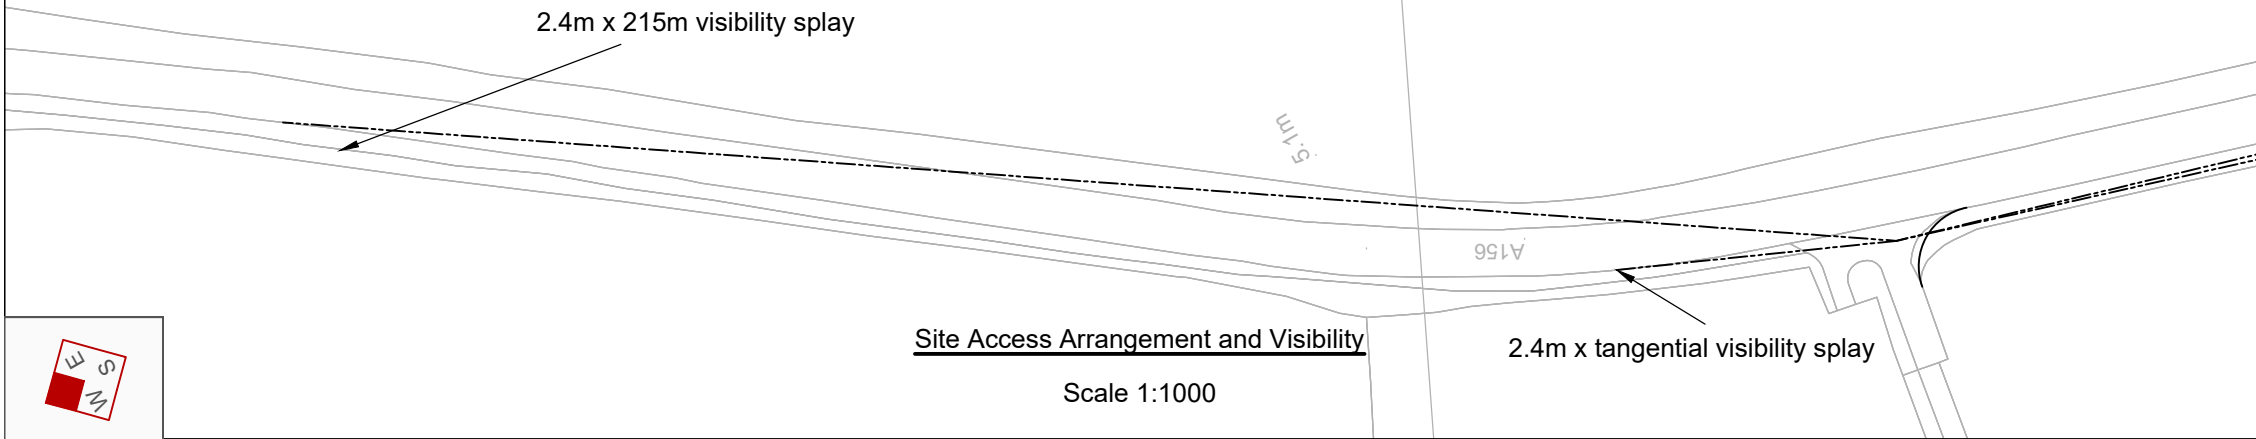 2.4m x 215m visibility splay
5.1m
A156
Site Access Arrangement and Visibility
2.4m x tangential visibility splay
E S
W
Scale 1:1000